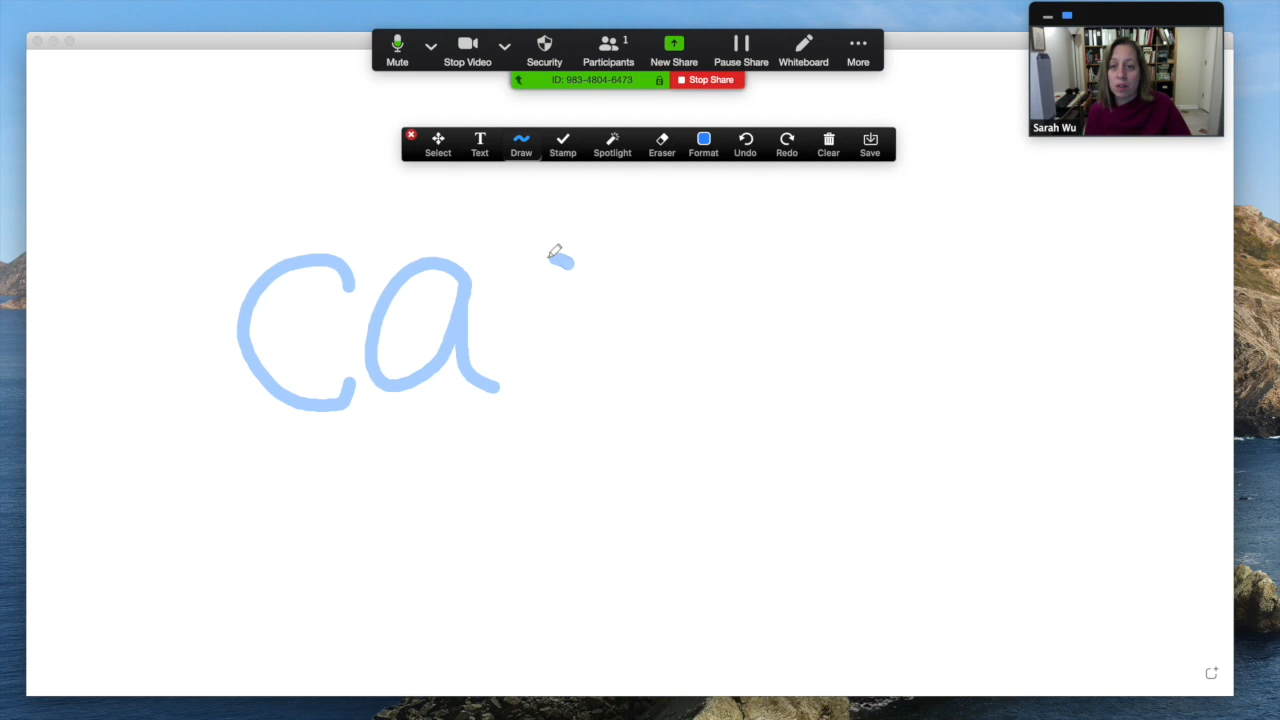 Mute
Stop Video
Security
Participants
1
New Share
Pause Share
Whiteboard
More
ID: 983-4804-6473
Stop Share
Sarah Wu
Select
Text
Draw
Stamp
Spotlight
Eraser
Format
Undo
Redo
Clear
Save
T
ca